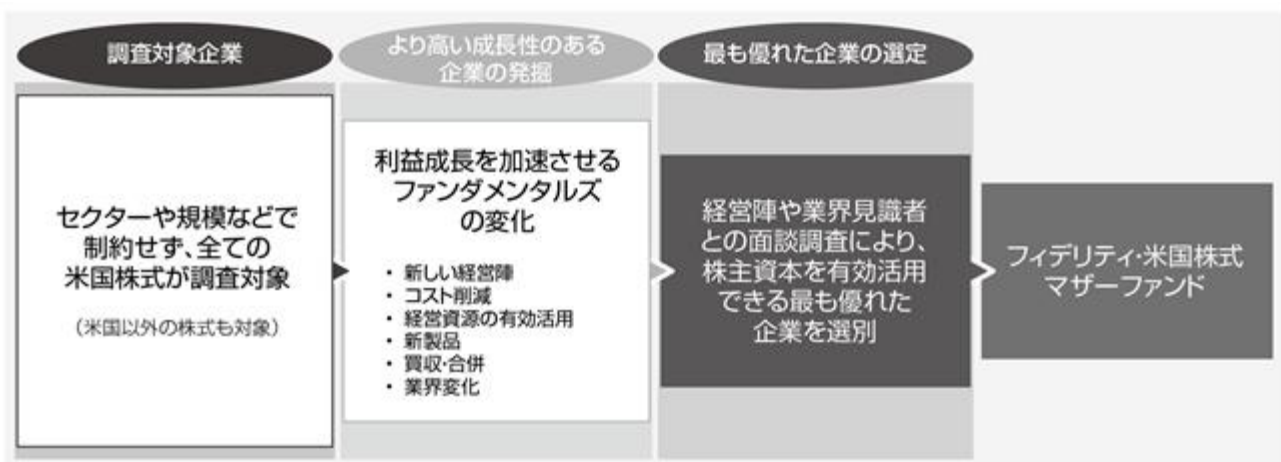 調査対象企業
セクターや規模などで
制約せず、全ての
米国株式が調査対象
（米国以外の株式も対象）
より高い成長性のある
企業の発掘
利益成長を加速させる
ファンダメンタルズ
の変化
・ 新しい経営陣
・ コスト削減
・ 経営資源の有効活用
・ 新製品
・ 買収・合併
・ 業界変化
最も優れた企業の選定
経営陣や業界見識者
との面談調査により、
株主資本を有効活用
できる最も優れた
企業を選別
フィデリティ・米国株式
マザーファンド